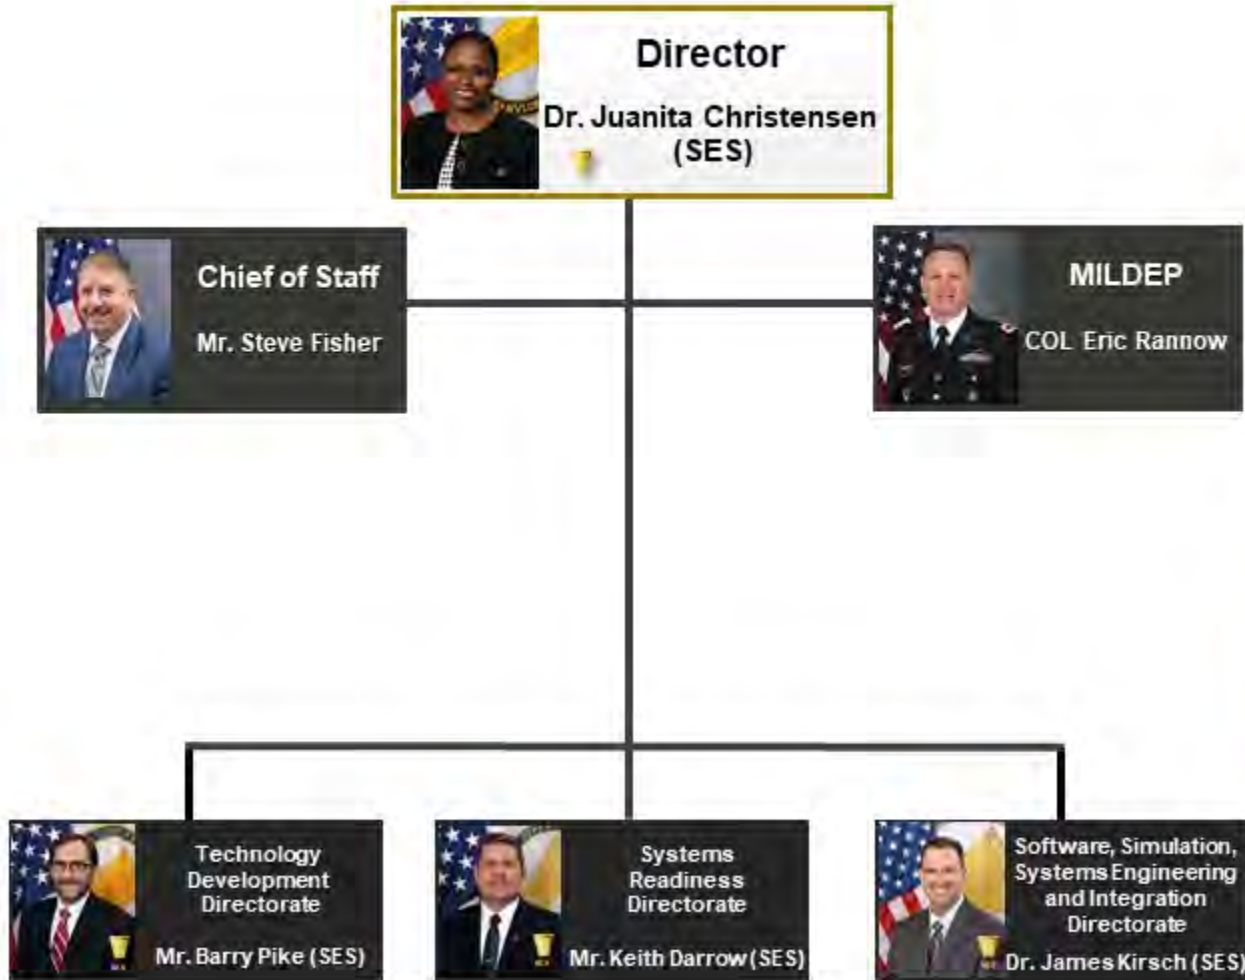 Director
Dr. Juanita Christensen
(SES)
Chief of Staff
Mr. Steve Fisher
MILDEP
COL Eric Rannow
Technology
Development
Directorate
Mr. Barry Pike (SES)
Systems
Readiness
Directorate
Mr. Keith Darrow (SES)
Software, Simulation,
Systems Engineering
and Integration
Directorate
Dr. James Kirsch (SES)